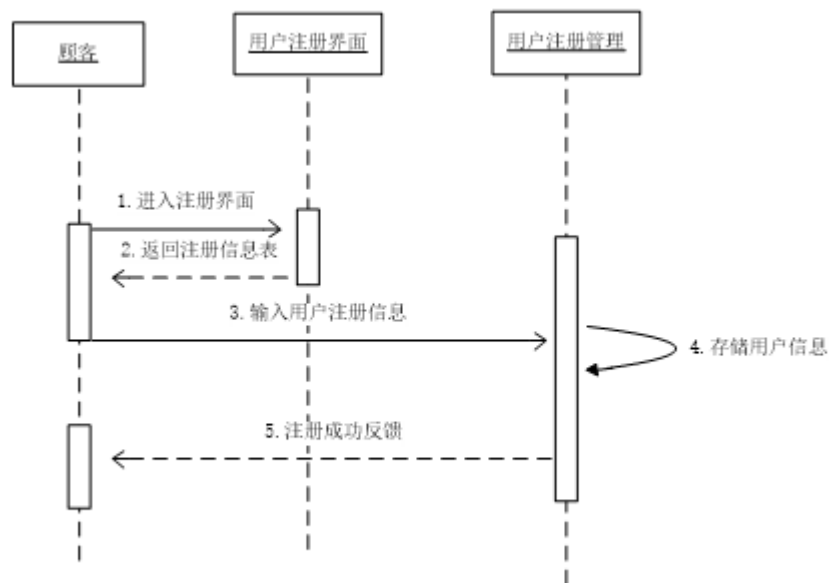 顾客
用户注册界面
用户注册管理
1.进入注册界面
2.返回注册信息表
3.输入用户注册信息
4.存储用户信息
5.注册成功反馈